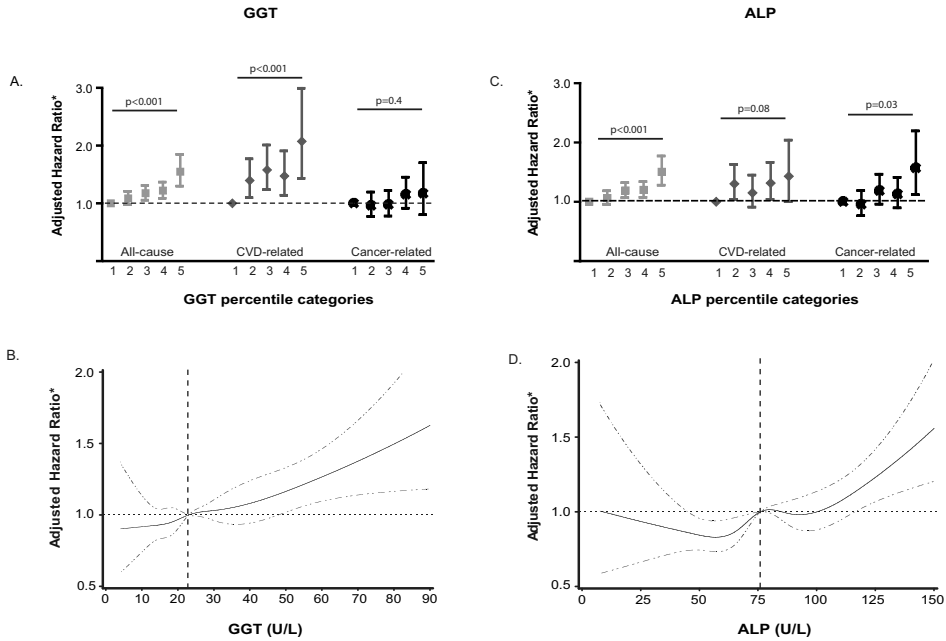 GGT
ALP
A.
Adjusted Hazard Ratio*
3.0
2.0
1.0
p<0.001
p<0.001
p=0.4
All-cause
CVD-related
Cancer-related
1 2 3 4 5 1 2 3 4 5 1 2 3 4 5
GGT percentile categories
C.
Adjusted Hazard Ratio*
3.0
2.0
1.0
p<0.001
p=0.08
p=0.03
All-cause
CVD-related
Cancer-related
1 2 3 4 5 1 2 3 4 5 1 2 3 4 5
ALP percentile categories
B.
Adjusted Hazard Ratio*
2.0
1.5
1.0
0.5
0 10 20 30 40 50 60 70 80 90
GGT (U/L)
D.
Adjusted Hazard Ratio*
2.0
1.5
1.0
0.5
0 25 50 75 100 125 150
ALP (U/L)